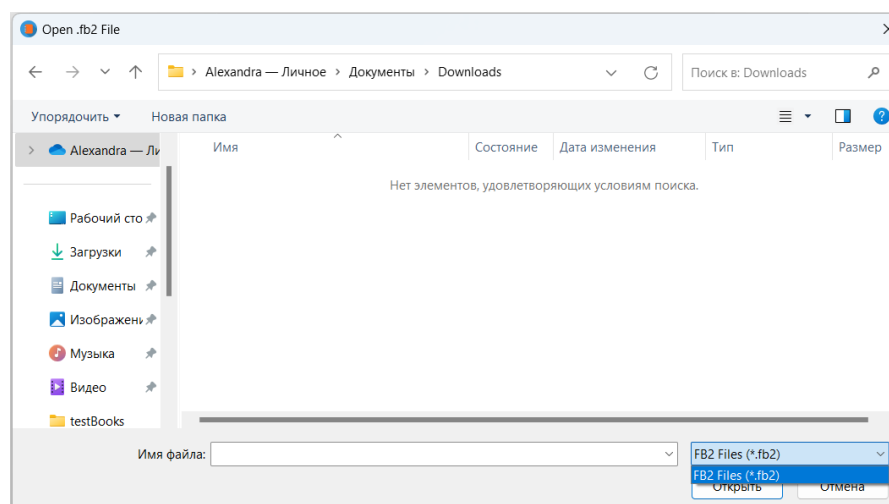 Open .fb2 File
Alexandra — Личное > Документы > Downloads
Поиск в: Downloads
Упорядочить
Новая папка
Alexandra — Ли
Имя
Состояние
Дата изменения
Тип
Размер
Нет элементов, удовлетворяющих условиям поиска.
Рабочий сто
Загрузки
Документы
Изображени
Музыка
Видео
testBooks
Имя файла:
FB2 Files (*.fb2)
FB2 Files (*.fb2)
Открыть
Отмена